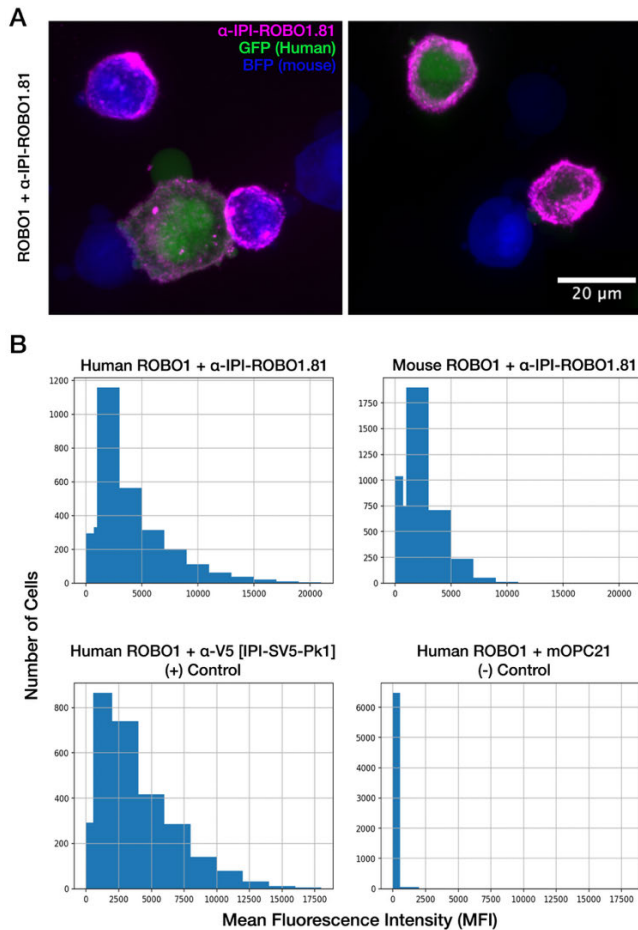 A
α-IPI-ROBO1.81
GFP (Human)
BFP (mouse)
ROBO1 + α-IPI-ROBO1.81
20 µm
B
Human ROBO1 + α-IPI-ROBO1.81
1200
1000
800
600
400
200
0
0 5000 10000 15000 20000
Mouse ROBO1 + α-IPI-ROBO1.81
1750
1500
1250
1000
750
500
250
0
0 5000 10000 15000 20000
Number of Cells
Human ROBO1 + α-V5 [IPI-SV5-Pk1]
(+) Control
800
600
400
200
0
0 2500 5000 7500 10000 12500 15000 17500
Human ROBO1 + mOPC21
(-) Control
6000
5000
4000
3000
2000
1000
0
0 2500 5000 7500 10000 12500 15000 17500
Mean Fluorescence Intensity (MFI)